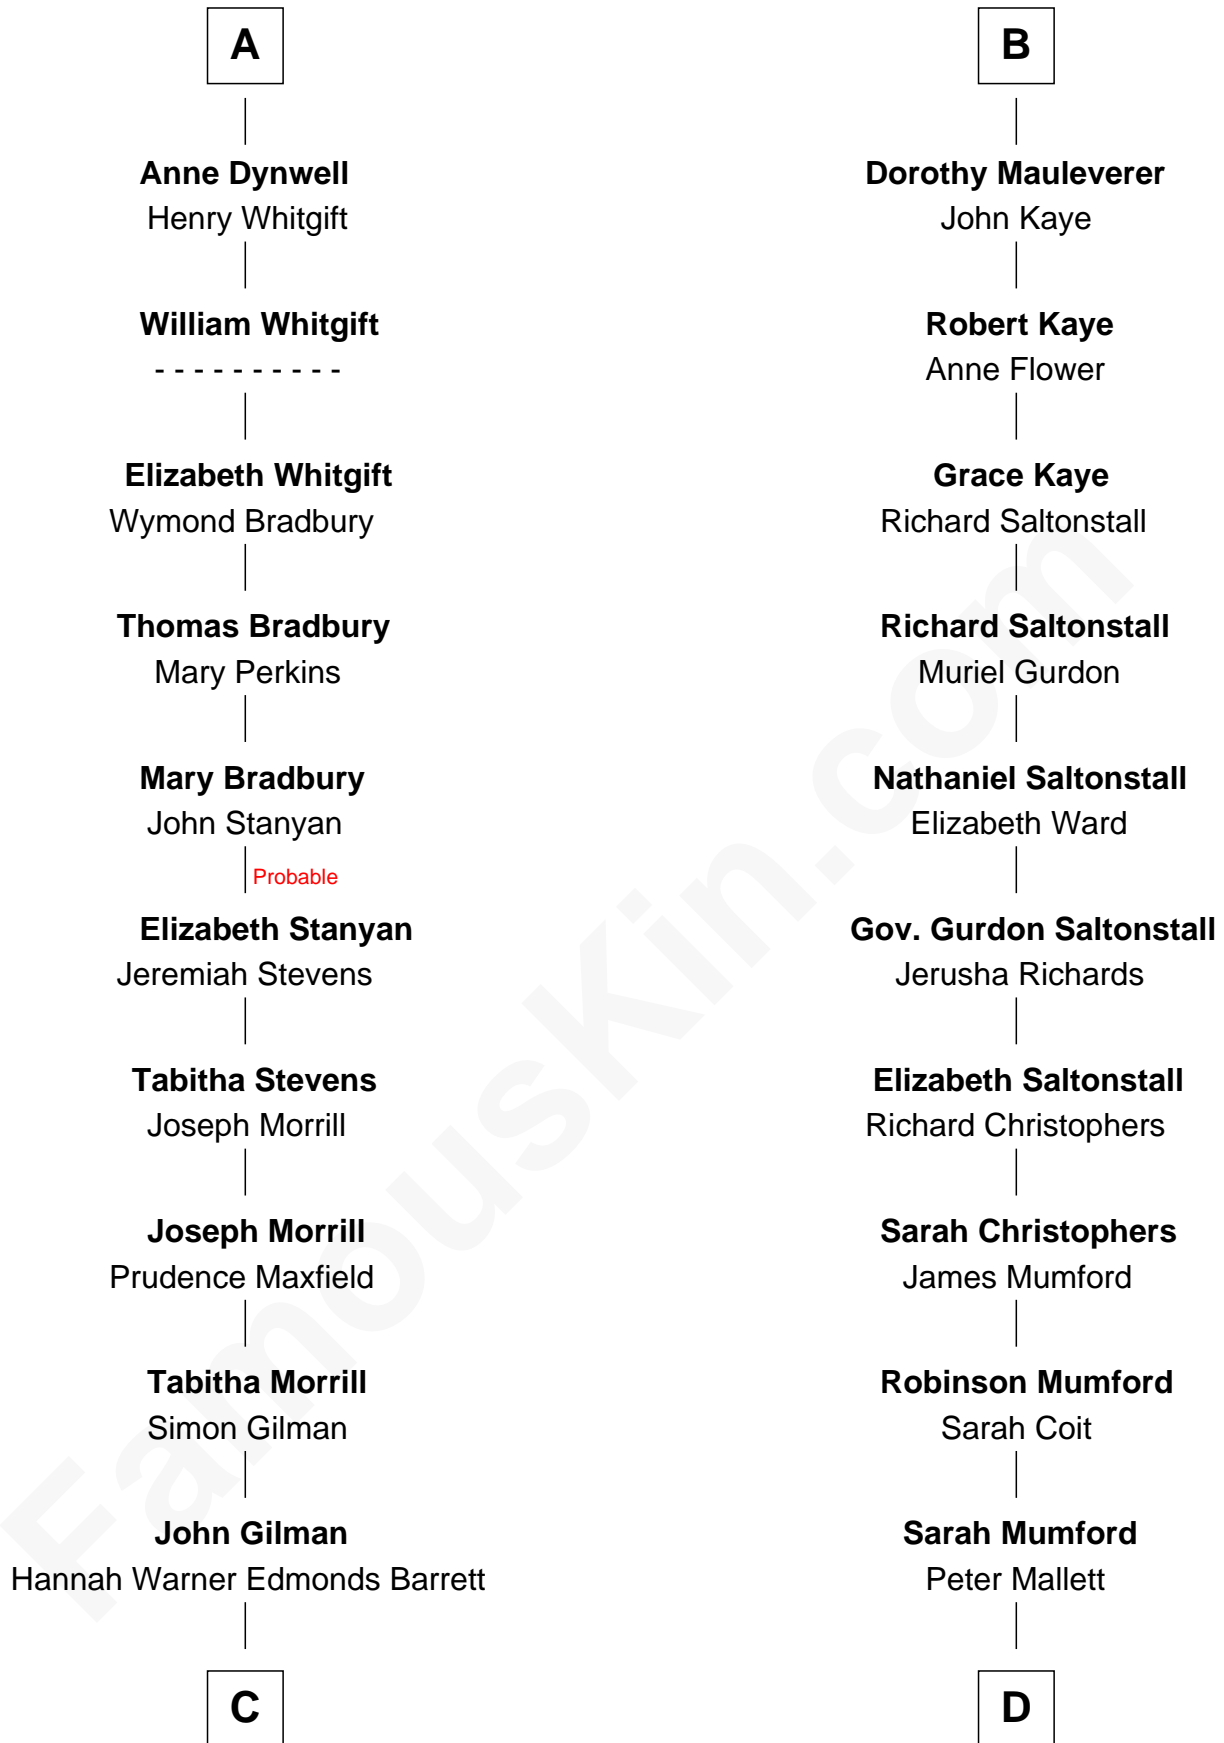 A
Anne Dynwell
Henry Whitgift
William Whitgift
- - - - - - - - - -
Elizabeth Whitgift
Wymond Bradbury
Thomas Bradbury
Mary Perkins
Mary Bradbury
John Stanyan
Probable
Elizabeth Stanyan
Jeremiah Stevens
Tabitha Stevens
Joseph Morrill
Joseph Morrill
Prudence Maxfield
Tabitha Morrill
Simon Gilman
John Gilman
Hannah Warner Edmonds Barrett
C
B
Dorothy Mauleverer
John Kaye
Robert Kaye
Anne Flower
Grace Kaye
Richard Saltonstall
Richard Saltonstall
Muriel Gurdon
Nathaniel Saltonstall
Elizabeth Ward
Gov. Gurdon Saltonstall
Jerusha Richards
Elizabeth Saltonstall
Richard Christophers
Sarah Christophers
James Mumford
Robinson Mumford
Sarah Coit
Sarah Mumford
Peter Mallett
D
FamousKin.com